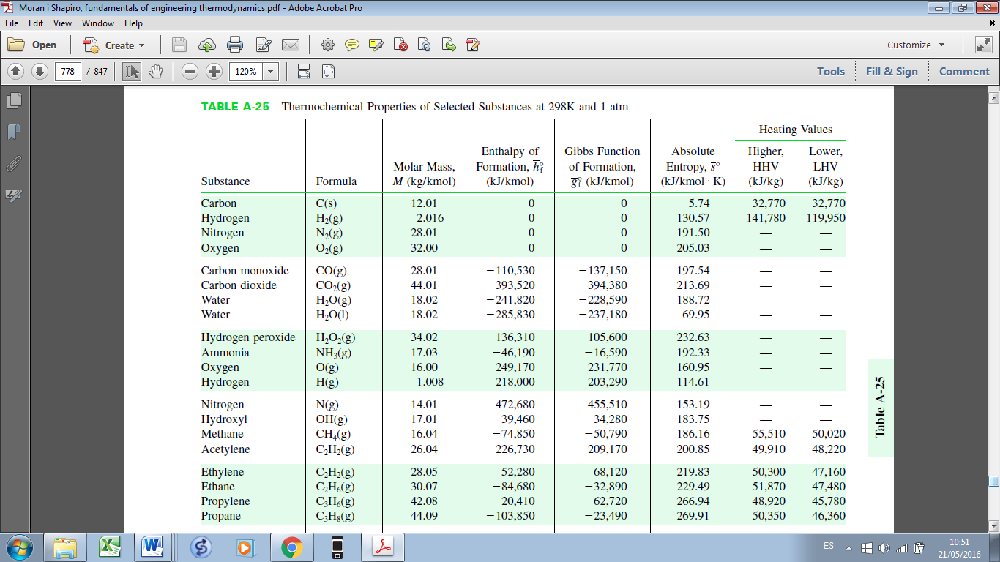 Moran i Shapiro, fundamentals of engineering thermodynamics.pdf - Adobe Acrobat Pro
File Edit View Window Help
Open Create Customize
778 / 847 120% Tools Fill & Sign Comment
TABLE A-25 Thermochemical Properties of Selected Substances at 298K and 1 atm
Heating Values
Enthalpy of Gibbs Function Absolute Higher, Lower,
Molar Mass, Formation, h̄°f of Formation, Entropy, s̄° HHV LHV
Substance Formula M (kg/kmol) (kJ/kmol) ḡ°f (kJ/kmol) (kJ/kmol · K) (kJ/kg) (kJ/kg)
Carbon C(s) 12.01 0 0 5.74 32,770 32,770
Hydrogen H₂(g) 2.016 0 0 130.57 141,780 119,950
Nitrogen N₂(g) 28.01 0 0 191.50 — —
Oxygen O₂(g) 32.00 0 0 205.03 — —
Carbon monoxide CO(g) 28.01 −110,530 −137,150 197.54 — —
Carbon dioxide CO₂(g) 44.01 −393,520 −394,380 213.69 — —
Water H₂O(g) 18.02 −241,820 −228,590 188.72 — —
Water H₂O(l) 18.02 −285,830 −237,180 69.95 — —
Hydrogen peroxide H₂O₂(g) 34.02 −136,310 −105,600 232.63 — —
Ammonia NH₃(g) 17.03 −46,190 −16,590 192.33 — —
Oxygen O(g) 16.00 249,170 231,770 160.95 — —
Hydrogen H(g) 1.008 218,000 203,290 114.61 — —
Nitrogen N(g) 14.01 472,680 455,510 153.19 — —
Hydroxyl OH(g) 17.01 39,460 34,280 183.75 — —
Methane CH₄(g) 16.04 −74,850 −50,790 186.16 55,510 50,020
Acetylene C₂H₂(g) 26.04 226,730 209,170 200.85 49,910 48,220
Ethylene C₂H₂(g) 28.05 52,280 68,120 219.83 50,300 47,160
Ethane C₂H₆(g) 30.07 −84,680 −32,890 229.49 51,870 47,480
Propylene C₃H₆(g) 42.08 20,410 62,720 266.94 48,920 45,780
Propane C₃H₈(g) 44.09 −103,850 −23,490 269.91 50,350 46,360
Table A-25
ES 10:51
21/05/2016